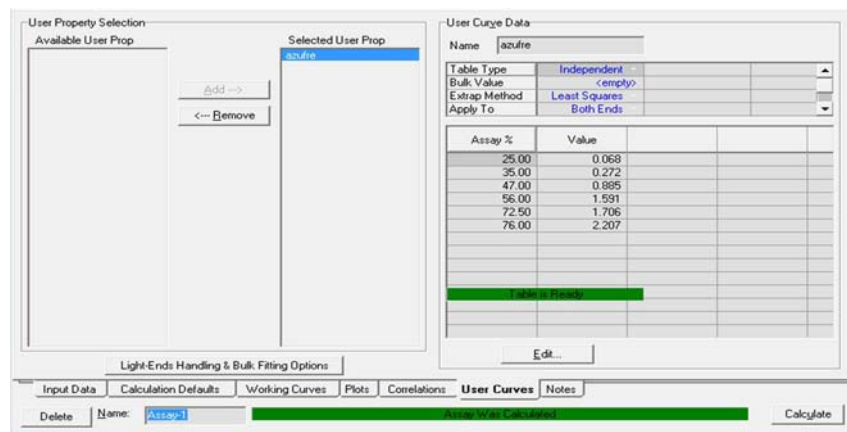 User Property Selection
Available User Prop
Selected User Prop
azufre
Add -->
<--- Remove
Light-Ends Handling & Bulk Fitting Options
User Curve Data
Name azufre
Table Type Independent
Bulk Value <empty>
Extrap Method Least Squares
Apply To Both Ends
Assay % Value
25.00 0.068
35.00 0.272
47.00 0.885
56.00 1.591
72.50 1.706
76.00 2.207
Table is Ready
Edit...
Input Data Calculation Defaults Working Curves Plots Correlations User Curves Notes
Delete Name: Assay-1 Assay Was Calculated Calculate